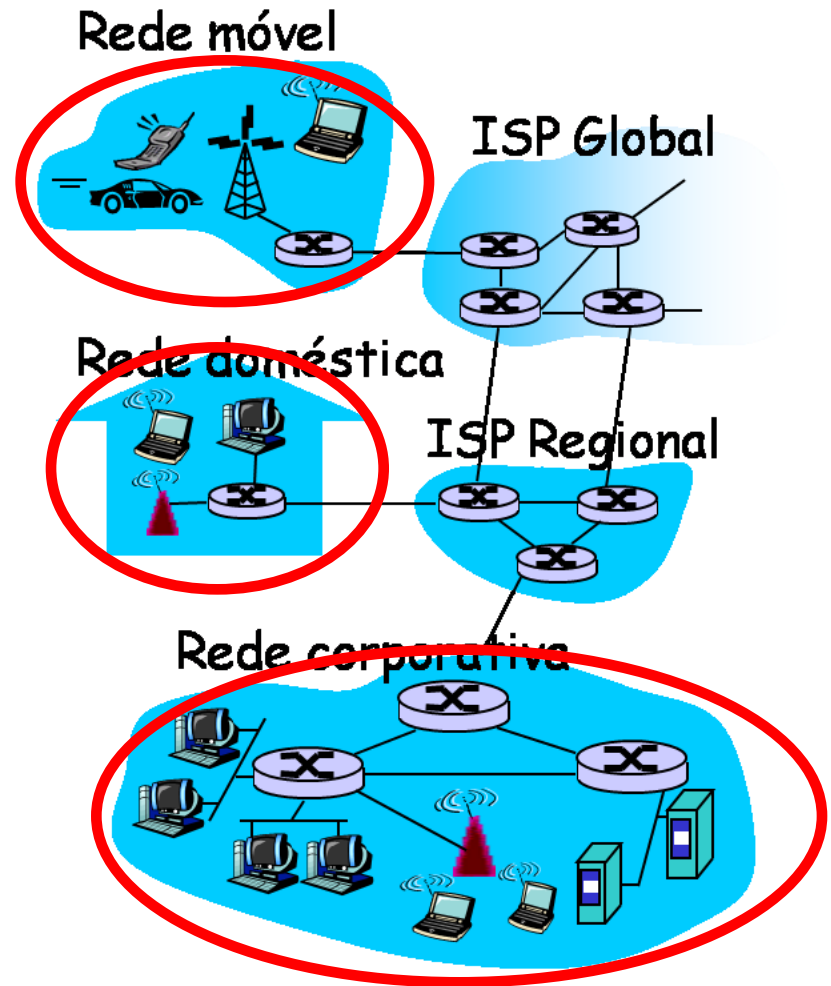 Rede móvel
ISP Global
Rede doméstica
ISP Regional
Rede corporativa